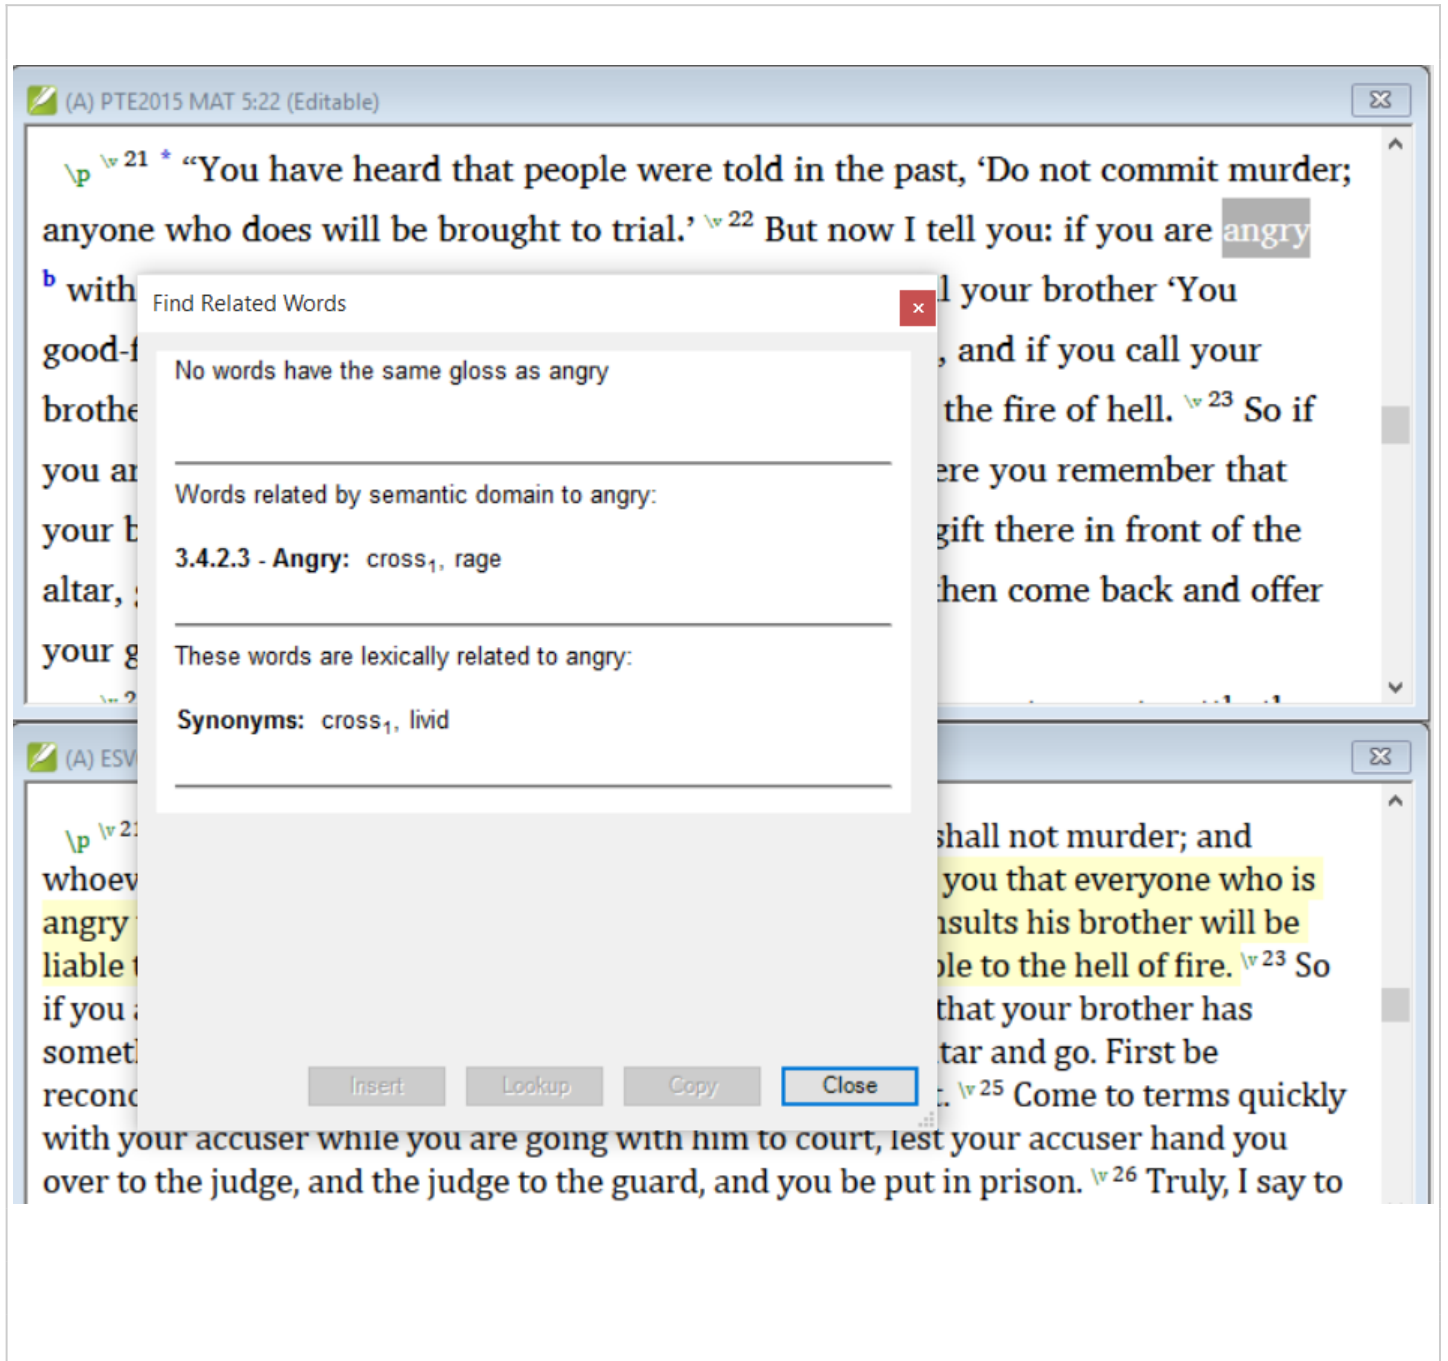 (A) PTE2015 MAT 5:22 (Editable)
\p \v 21 * “You have heard that people were told in the past, ‘Do not commit murder;
anyone who does will be brought to trial.’ \v 22 But now I tell you: if you are angry
b with l your brother ‘You
good-f , and if you call your
brothe the fire of hell. \v 23 So if
you ar ere you remember that
your b gift there in front of the
altar, g then come back and offer
your g
\v 2
Find Related Words
No words have the same gloss as angry
Words related by semantic domain to angry:
3.4.2.3 - Angry: cross1, rage
These words are lexically related to angry:
Synonyms: cross1, livid
Insert Lookup Copy Close
(A) ESV
\p \v 21 shall not murder; and
whoev you that everyone who is
angry nsults his brother will be
liable t ble to the hell of fire. \v 23 So
if you a that your brother has
somet tar and go. First be
recond t. \v 25 Come to terms quickly
with your accuser while you are going with him to court, lest your accuser hand you
over to the judge, and the judge to the guard, and you be put in prison. \v 26 Truly, I say to